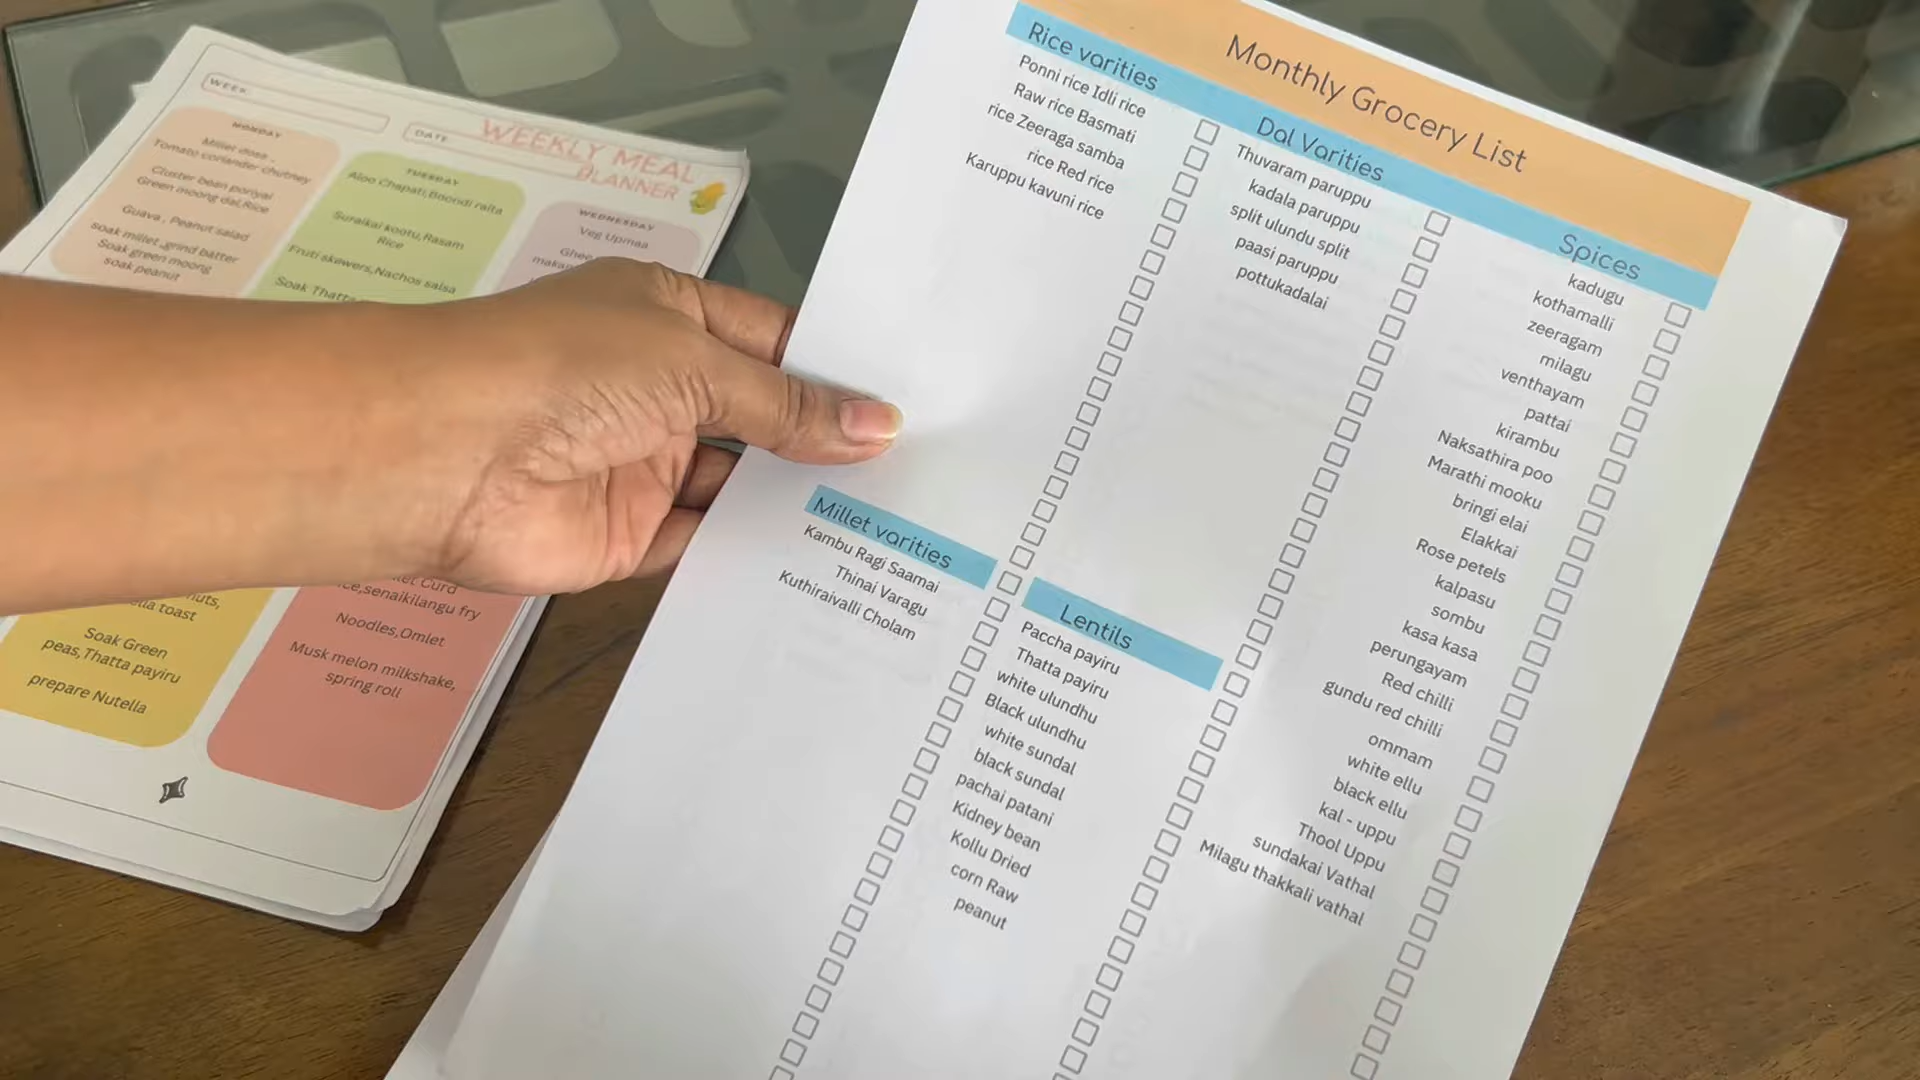 WEEK
DATE
WEEKLY MEAL
PLANNER
MONDAY
Millet dosa ,
Tomato coriander chutney
Cluster bean poriyal
Green moong dal,Rice
Guava , Peanut salad
soak millet ,grind batter
Soak green moong
soak peanut
TUESDAY
Aloo Chapati,Boondi raita
Suraikai kootu,Rasam
Rice
Fruti skewers,Nachos salsa
Soak Thatta
WEDNESDAY
Veg Upmaa
Ghee
toast
Soak Green
peas,Thatta payiru
prepare Nutella
Curd
senaikilangu fry
Noodles,Omlet
Musk melon milkshake,
spring roll
Monthly Grocery List
Rice varities
Ponni rice Idli rice
Raw rice Basmati
rice Zeeraga samba
rice Red rice
Karuppu kavuni rice
Dal Varities
Thuvaram paruppu
kadala paruppu
split ulundu split
paasi paruppu
pottukadalai
Spices
kadugu
kothamalli
zeeragam
milagu
venthayam
pattai
kirambu
Naksathira poo
Marathi mooku
bringi elai
Elakkai
Rose petels
kalpasu
sombu
kasa kasa
perungayam
Red chilli
gundu red chilli
ommam
white ellu
black ellu
kal - uppu
Thool Uppu
sundakai Vathal
Milagu thakkali vathal
Millet varities
Kambu Ragi Saamai
Thinai Varagu
Kuthiraivalli Cholam
Lentils
Paccha payiru
Thatta payiru
white ulundhu
Black ulundhu
white sundal
black sundal
pachai patani
Kidney bean
Kollu Dried
corn Raw
peanut